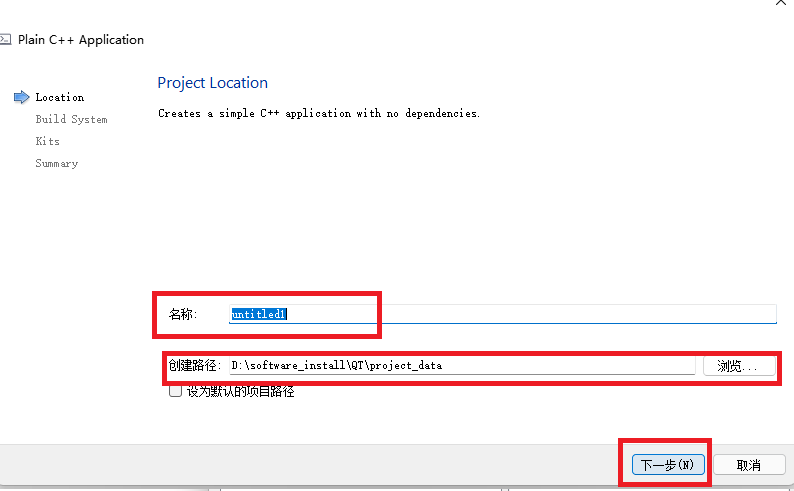 Plain C++ Application
Project Location
Location
Creates a simple C++ application with no dependencies.
Build System
Kits
Summary
名称: untitled1
创建路径: D:\software_install\QT\project_data 浏览...
设为默认的项目路径
下一步(N) 取消